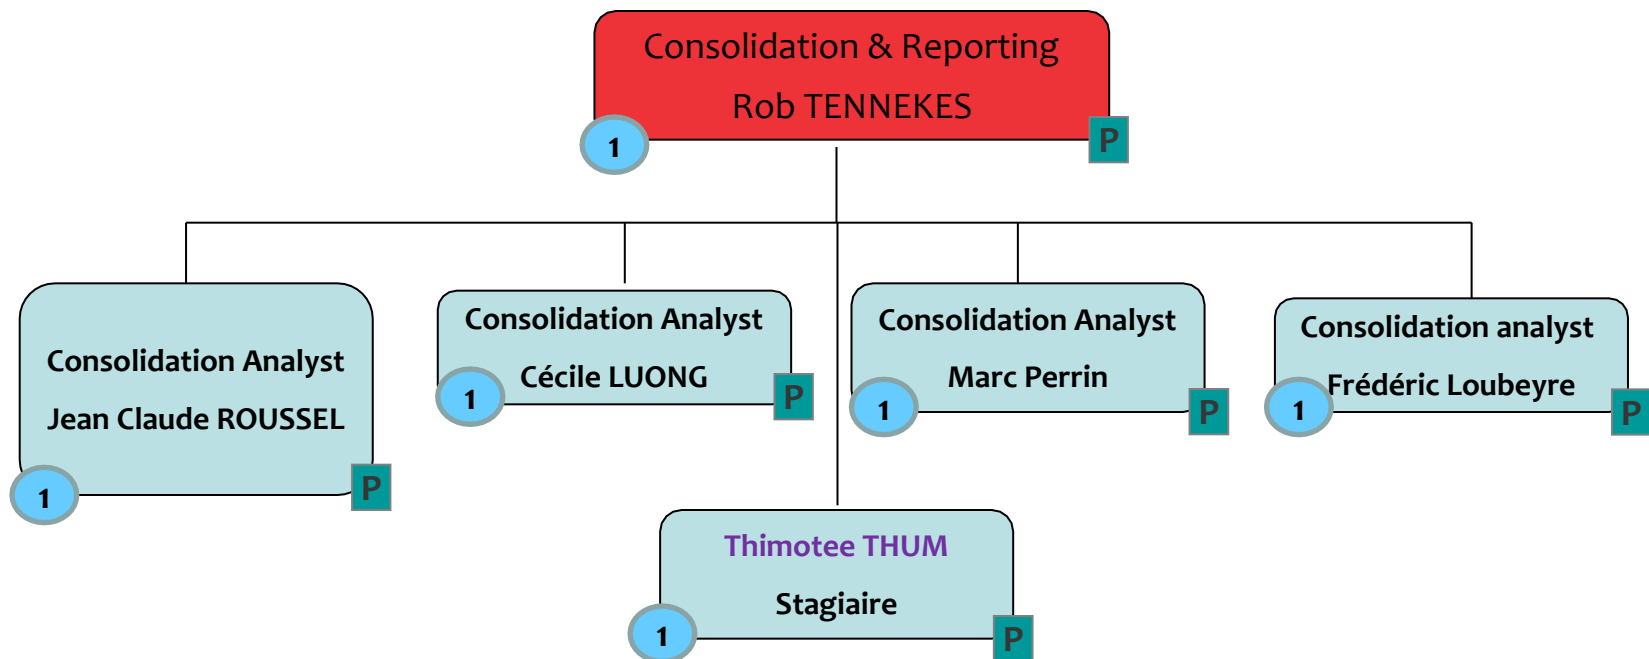 Consolidation & Reporting
Rob TENNEKES
1
P
Consolidation Analyst
Jean Claude ROUSSEL
1
P
Consolidation Analyst
Cécile LUONG
1
P
Consolidation Analyst
Marc Perrin
1
P
Consolidation analyst
Frédéric Loubeyre
1
P
Thimotee THUM
Stagiaire
1
P